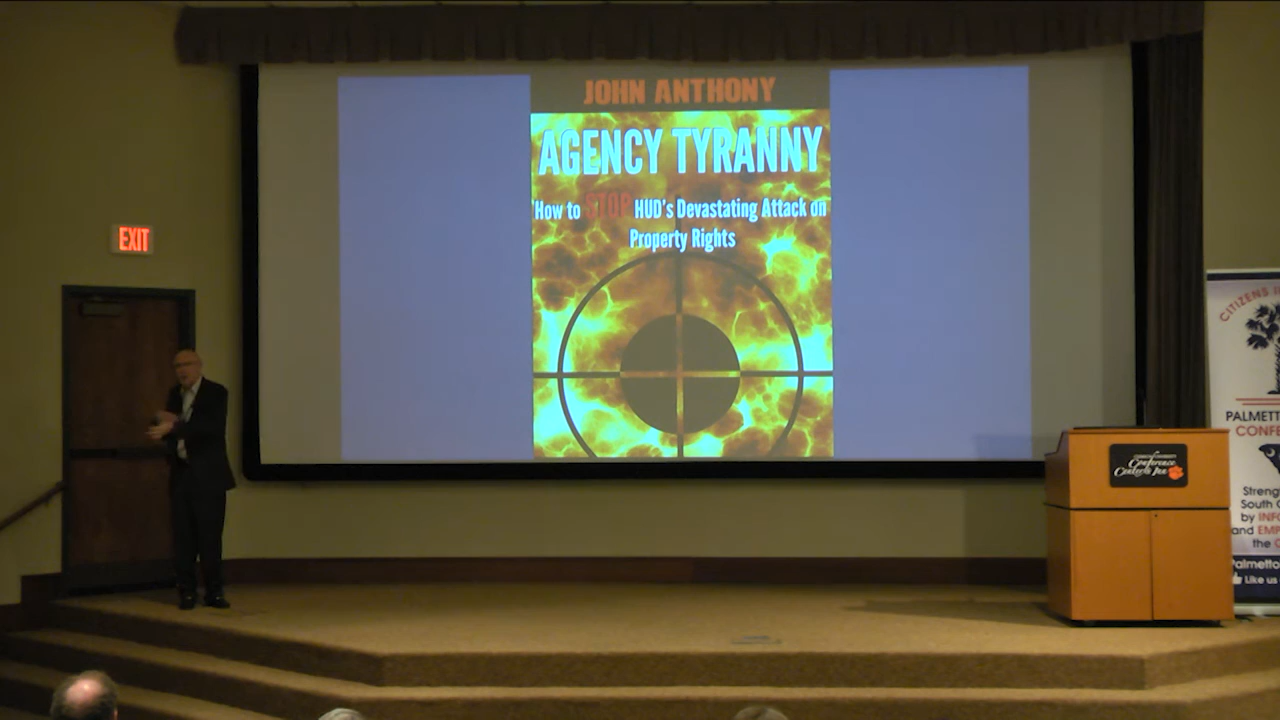 JOHN ANTHONY
AGENCY TYRANNY
How to STOP HUD's Devastating Attack on
Property Rights
EXIT
Conference
Center & Inn
CITIZENS
PALMETTO
CONFE
Streng
South C
by INFO
and EMP
the
Palmetto
Like us